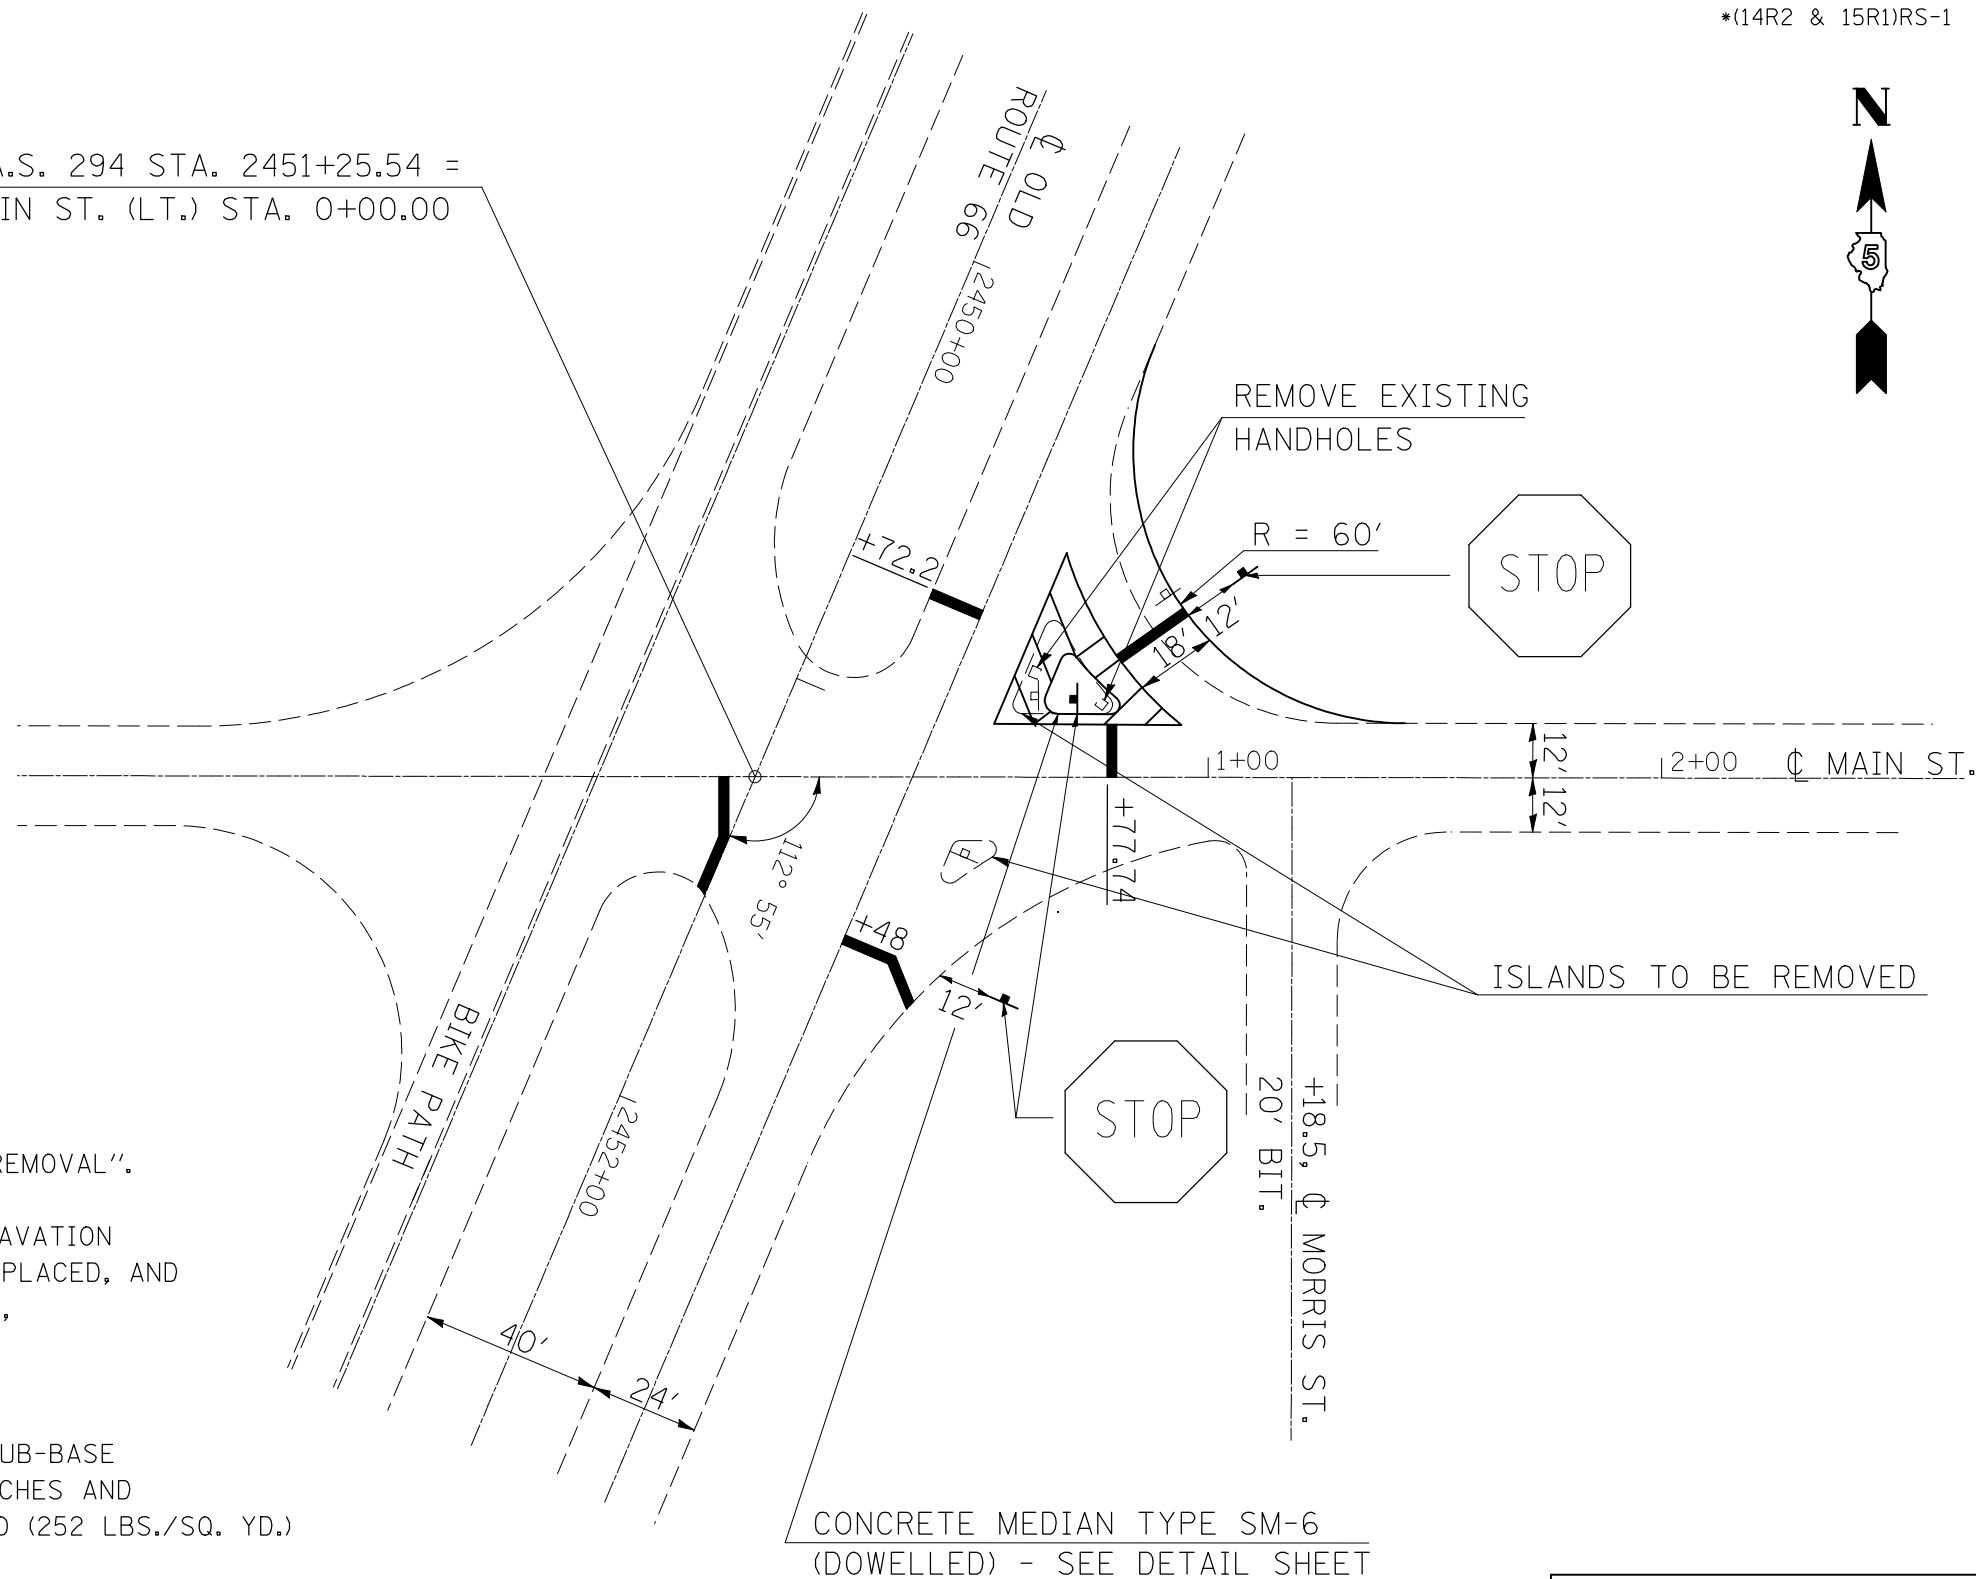 *(14R2 & 15R1)RS-1
N
5
A.S. 294 STA. 2451+25.54 =
IN ST. (LT.) STA. 0+00.00
℄ OLD
ROUTE 66
2450+00
REMOVE EXISTING
HANDHOLES
R = 60'
STOP
+72.2
12'
18'
12'
12'
1+00
2+00
℄ MAIN ST.
+77.74
112° 55'
+48
12'
ISLANDS TO BE REMOVED
STOP
BIKE PATH
2452+00
20' BIT.
+18.5, ℄ MORRIS ST.
REMOVAL".
AVATION
PLACED, AND
,
40'
24'
UB-BASE
CHES AND
(252 LBS./SQ. YD.)
CONCRETE MEDIAN TYPE SM-6
(DOWELLED) - SEE DETAIL SHEET